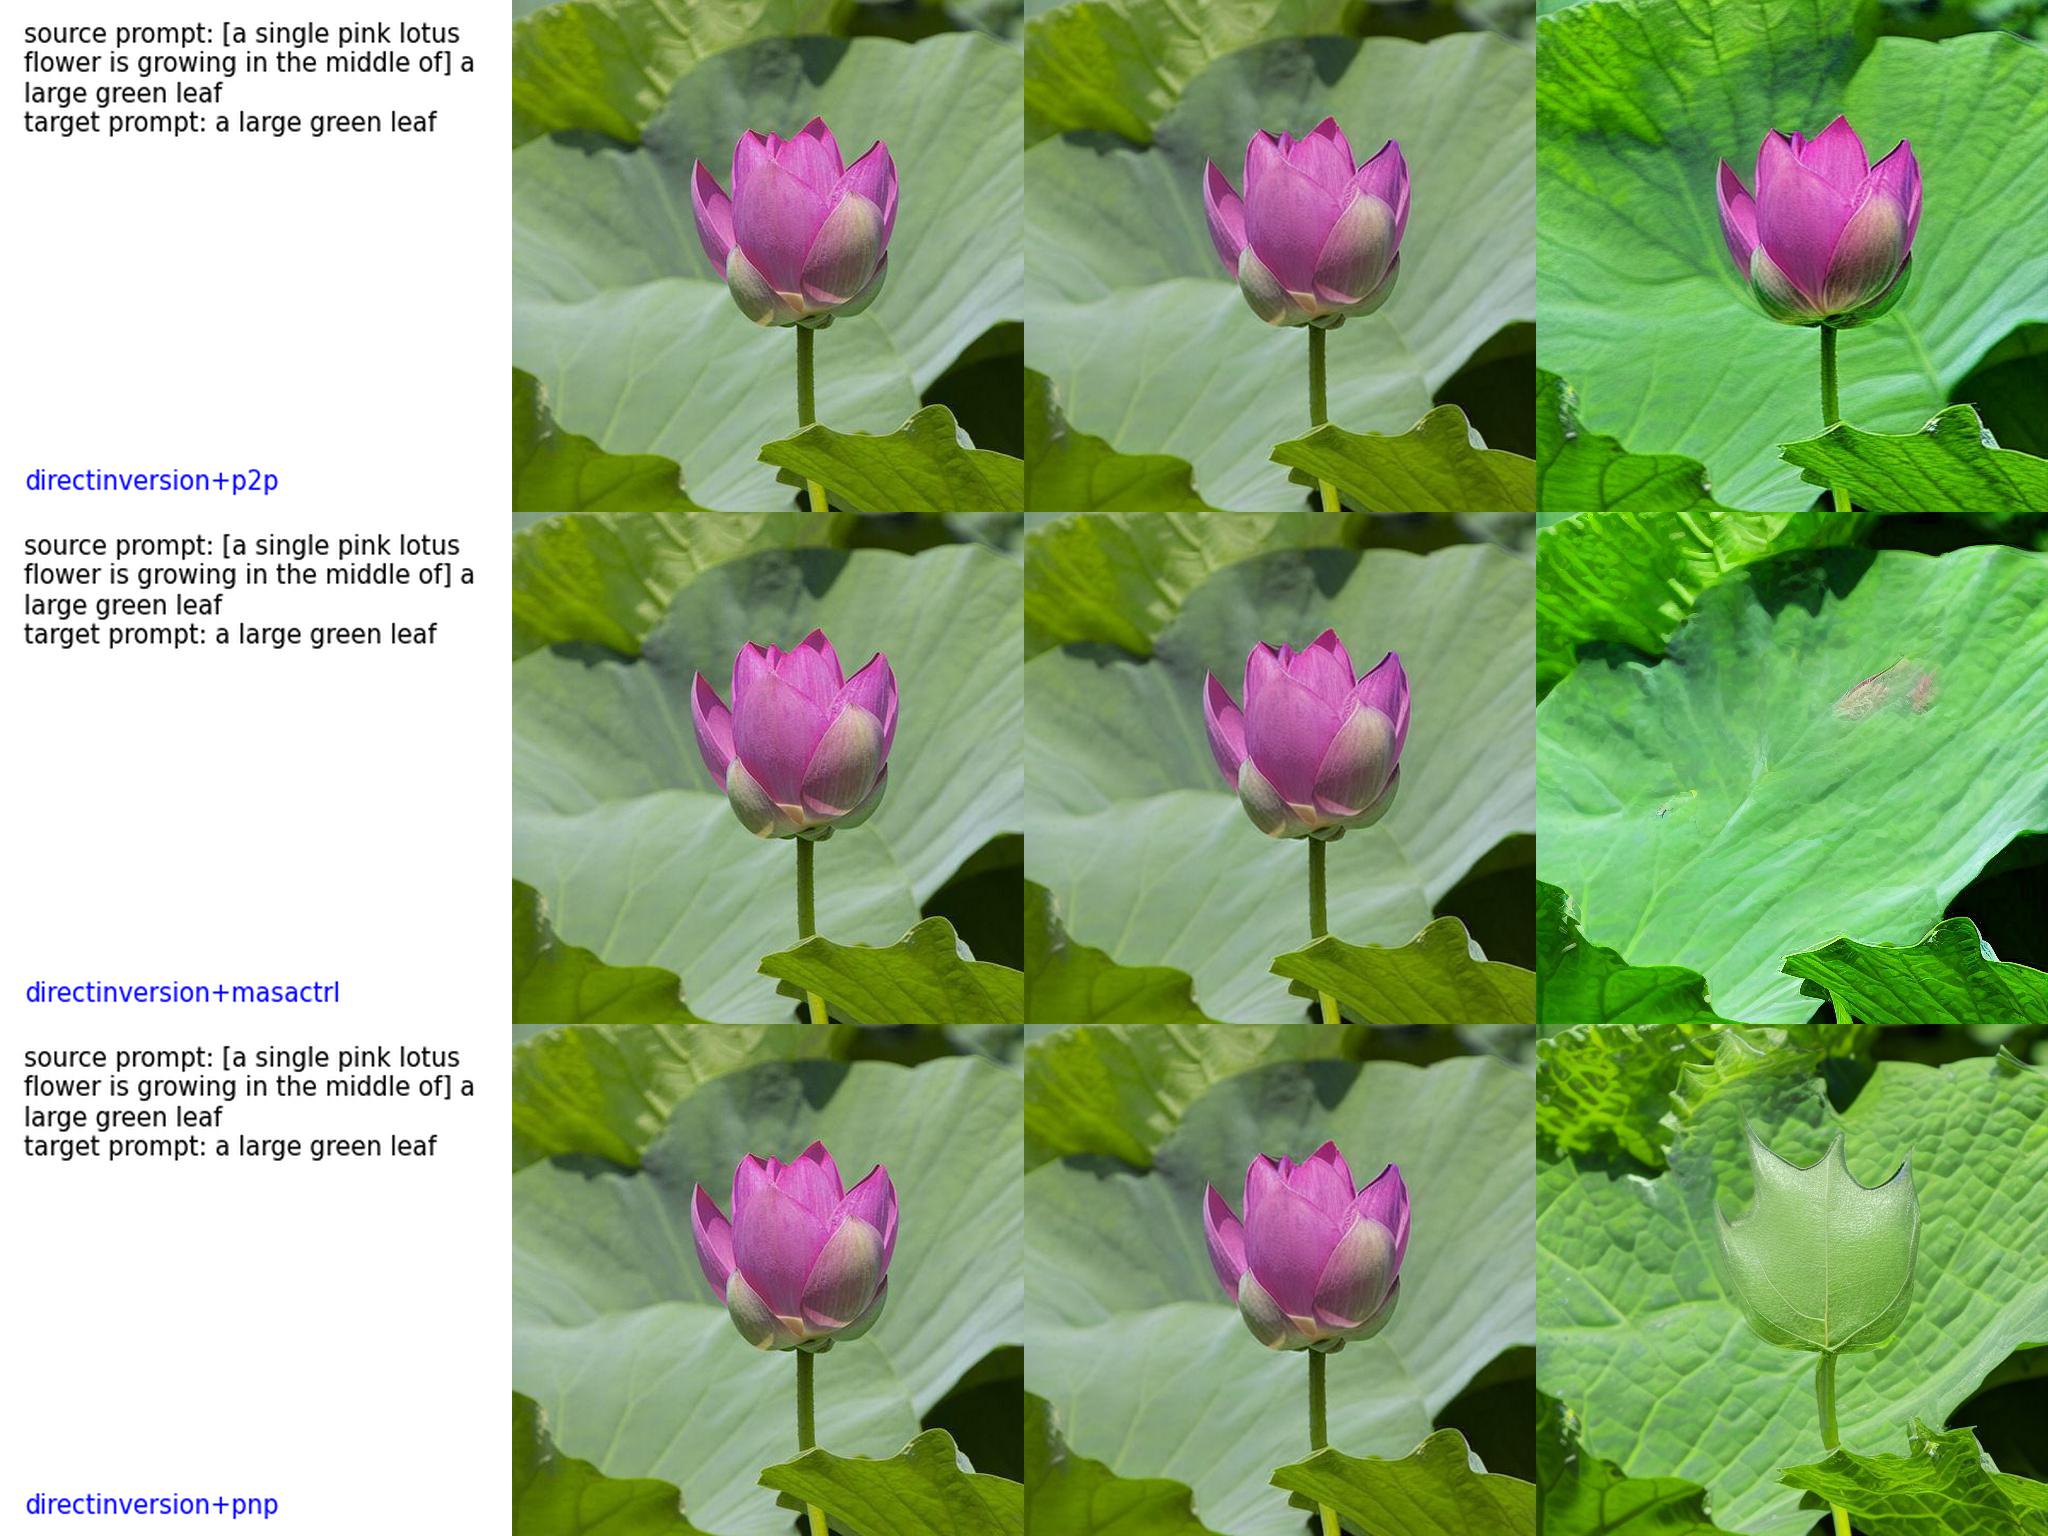 source prompt: [a single pink lotus
flower is growing in the middle of] a
large green leaf
target prompt: a large green leaf
directinversion+p2p
source prompt: [a single pink lotus
flower is growing in the middle of] a
large green leaf
target prompt: a large green leaf
directinversion+masactrl
source prompt: [a single pink lotus
flower is growing in the middle of] a
large green leaf
target prompt: a large green leaf
directinversion+pnp